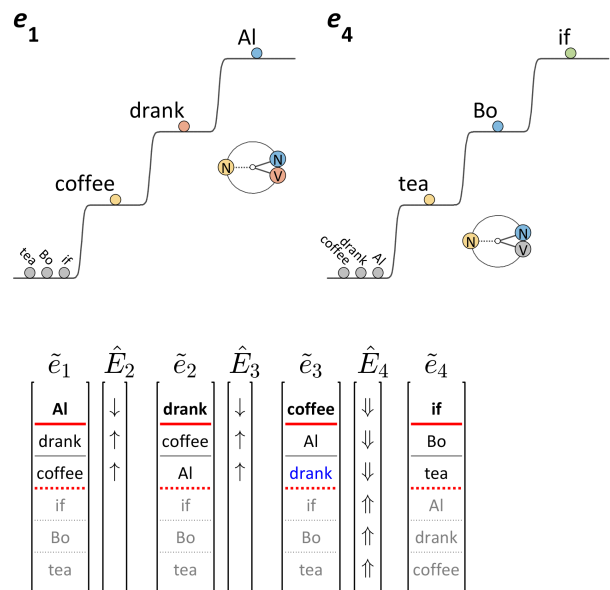 e1
e4
Al
if
drank
Bo
coffee
tea
N
N
V
N
N
V
tea Bo if
coffee drank Al
ẽ1 Ê2 ẽ2 Ê3 ẽ3 Ê4 ẽ4
Al ↓ drank ↓ coffee ⇓ if
drank ↑ coffee ↑ Al ⇓ Bo
coffee ↑ Al ↑ drank ⇓ tea
if if if ⇑ Al
Bo Bo Bo ⇑ drank
tea tea tea ⇑ coffee